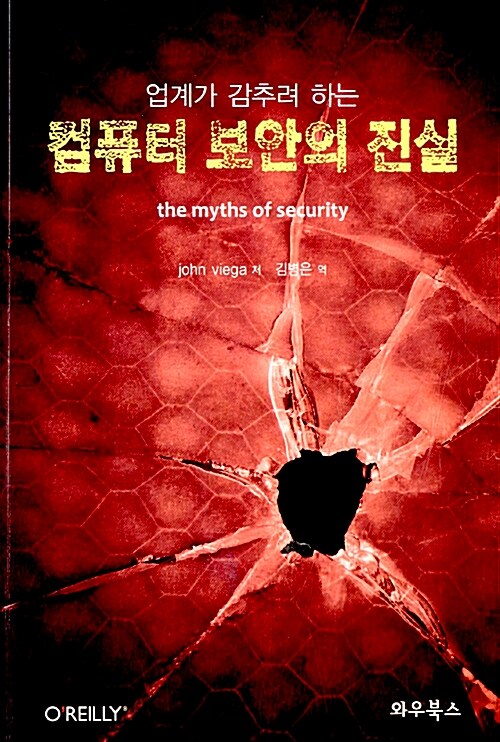 업계가 감추려 하는
컴퓨터 보안의 진실
the myths of security
john viega 저 김병은 역
O'REILLY®
와우북스